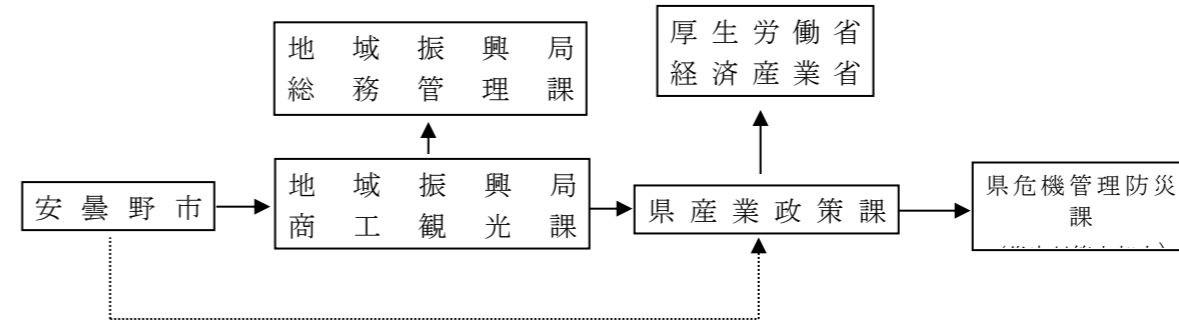 地域振興局
総務管理課
厚生労働省
経済産業省
安曇野市
地域振興局
商工観光課
県産業政策課
県危機管理防災
課